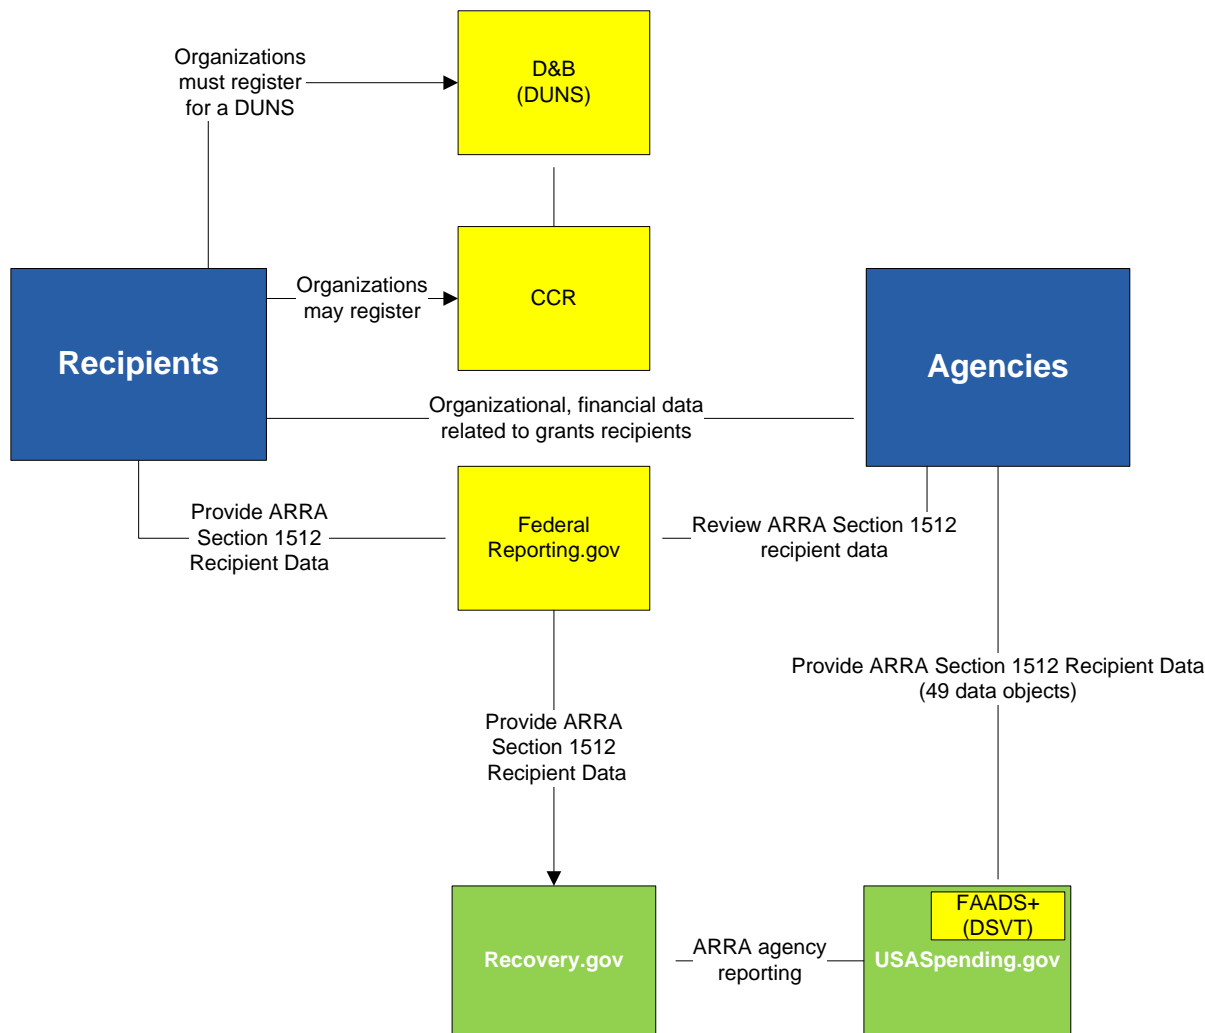 Organizations
must register
for a DUNS
D&B
(DUNS)
Organizations
may register
CCR
Recipients
Agencies
Organizational, financial data
related to grants recipients
Provide ARRA
Section 1512
Recipient Data
Federal
Reporting.gov
Review ARRA Section 1512
recipient data
Provide ARRA Section 1512 Recipient Data
(49 data objects)
Provide ARRA
Section 1512
Recipient Data
FAADS+
(DSVT)
Recovery.gov
ARRA agency
reporting
USASpending.gov